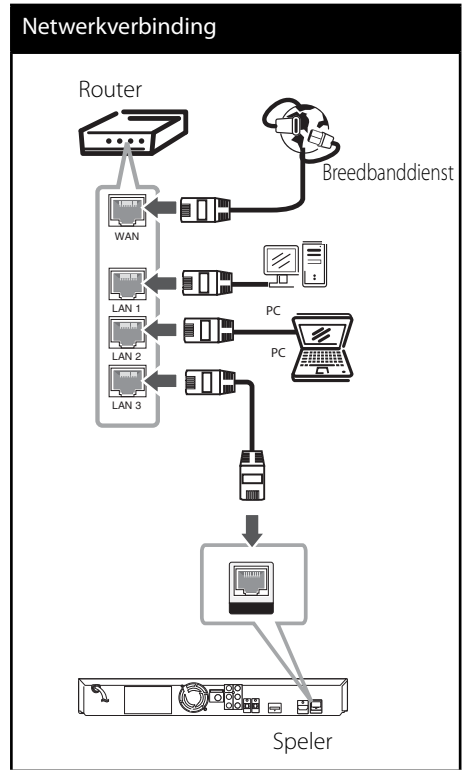 Netwerkverbinding
Router
Breedbanddienst
WAN
LAN 1
PC
LAN 2
PC
LAN 3
Speler